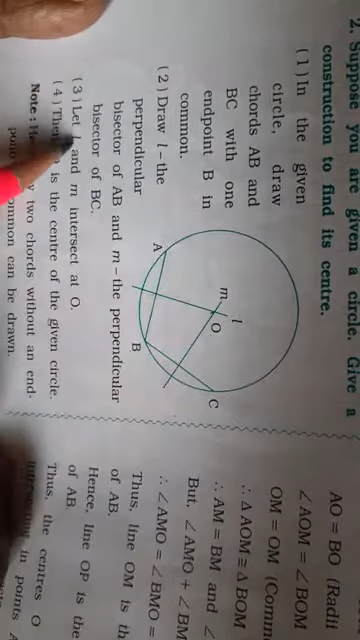 2. Suppose you are given a circle. Give a
construction to find its centre.
(1) In the given
circle, draw
chords AB and
BC with one
endpoint B in
common.
(2) Draw l – the
perpendicular
bisector of AB and m – the perpendicular
bisector of BC.
(3) Let l and m intersect at O.
(4) Then is the centre of the given circle.
Note : two chords without an end-
common can be drawn.
A
B
C
m
l
O
AO = BO (Radii
∠AOM = ∠BOM
OM = OM (Comm
∴ ΔAOM ≅ ΔBOM
∴ AM = BM and ∠
But, ∠AMO + ∠BM
∴ ∠AMO = ∠BMO =
Thus, line OM is th
of AB.
Hence, line OP is the
of AB.
Thus, the centres O
in points